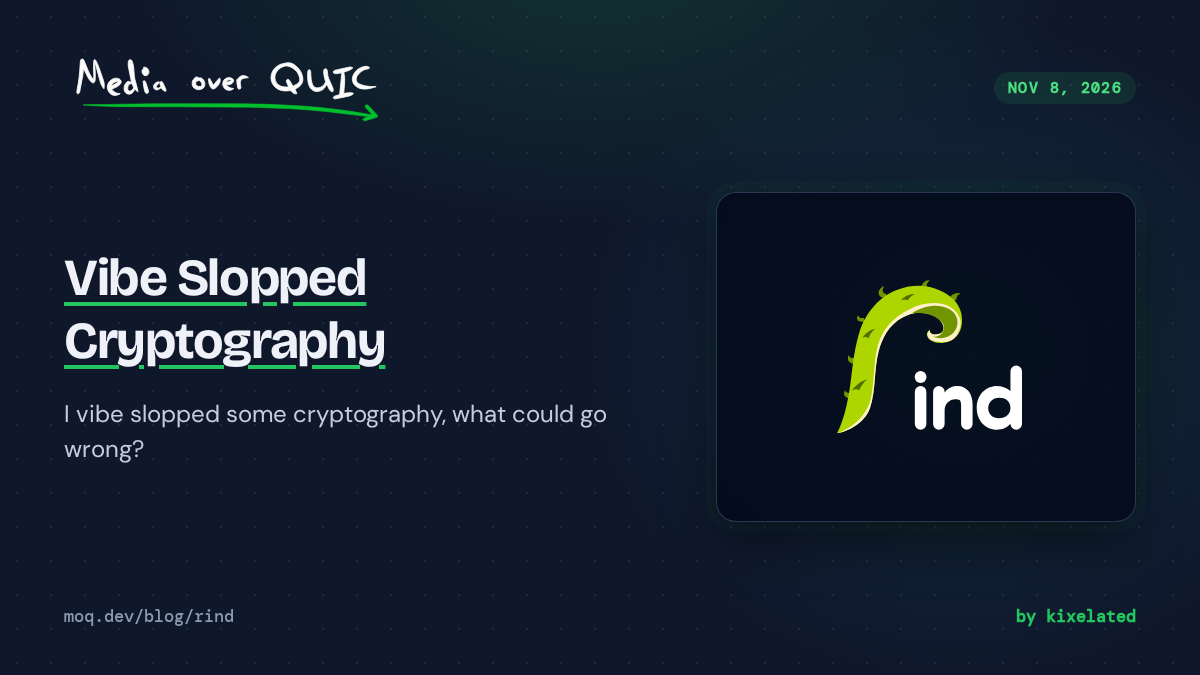 Media over QUIC
NOV 8, 2026
Vibe Slopped
Cryptography
I vibe slopped some cryptography, what could go
wrong?
rind
moq.dev/blog/rind
by kixelated